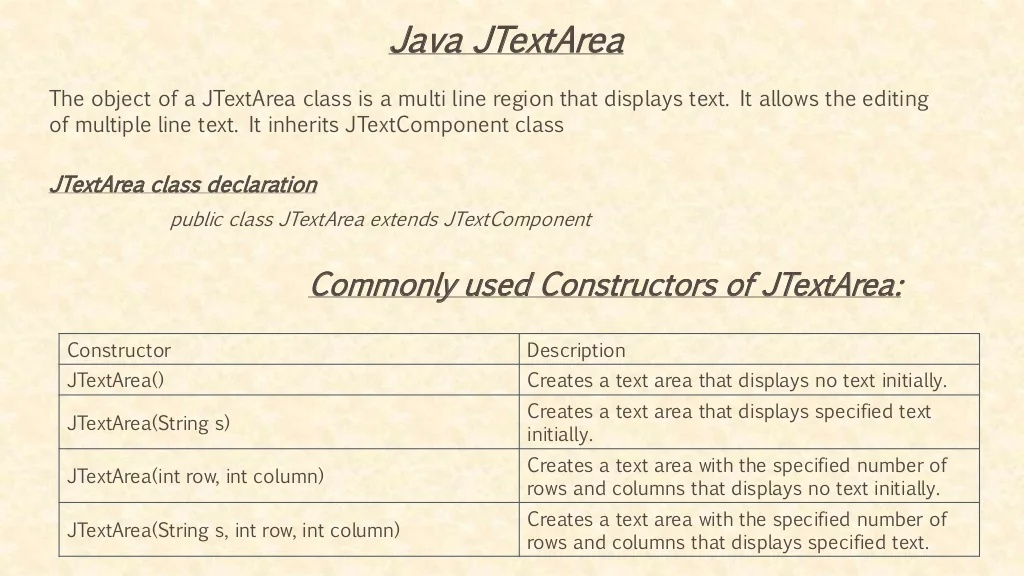 Java JTextArea
The object of a JTextArea class is a multi line region that displays text. It allows the editing
of multiple line text. It inherits JTextComponent class
JTextArea class declaration
public class JTextArea extends JTextComponent
Commonly used Constructors of JTextArea:
Constructor
Description
JTextArea()
Creates a text area that displays no text initially.
JTextArea(String s)
Creates a text area that displays specified text
initially.
JTextArea(int row, int column)
Creates a text area with the specified number of
rows and columns that displays no text initially.
JTextArea(String s, int row, int column)
Creates a text area with the specified number of
rows and columns that displays specified text.